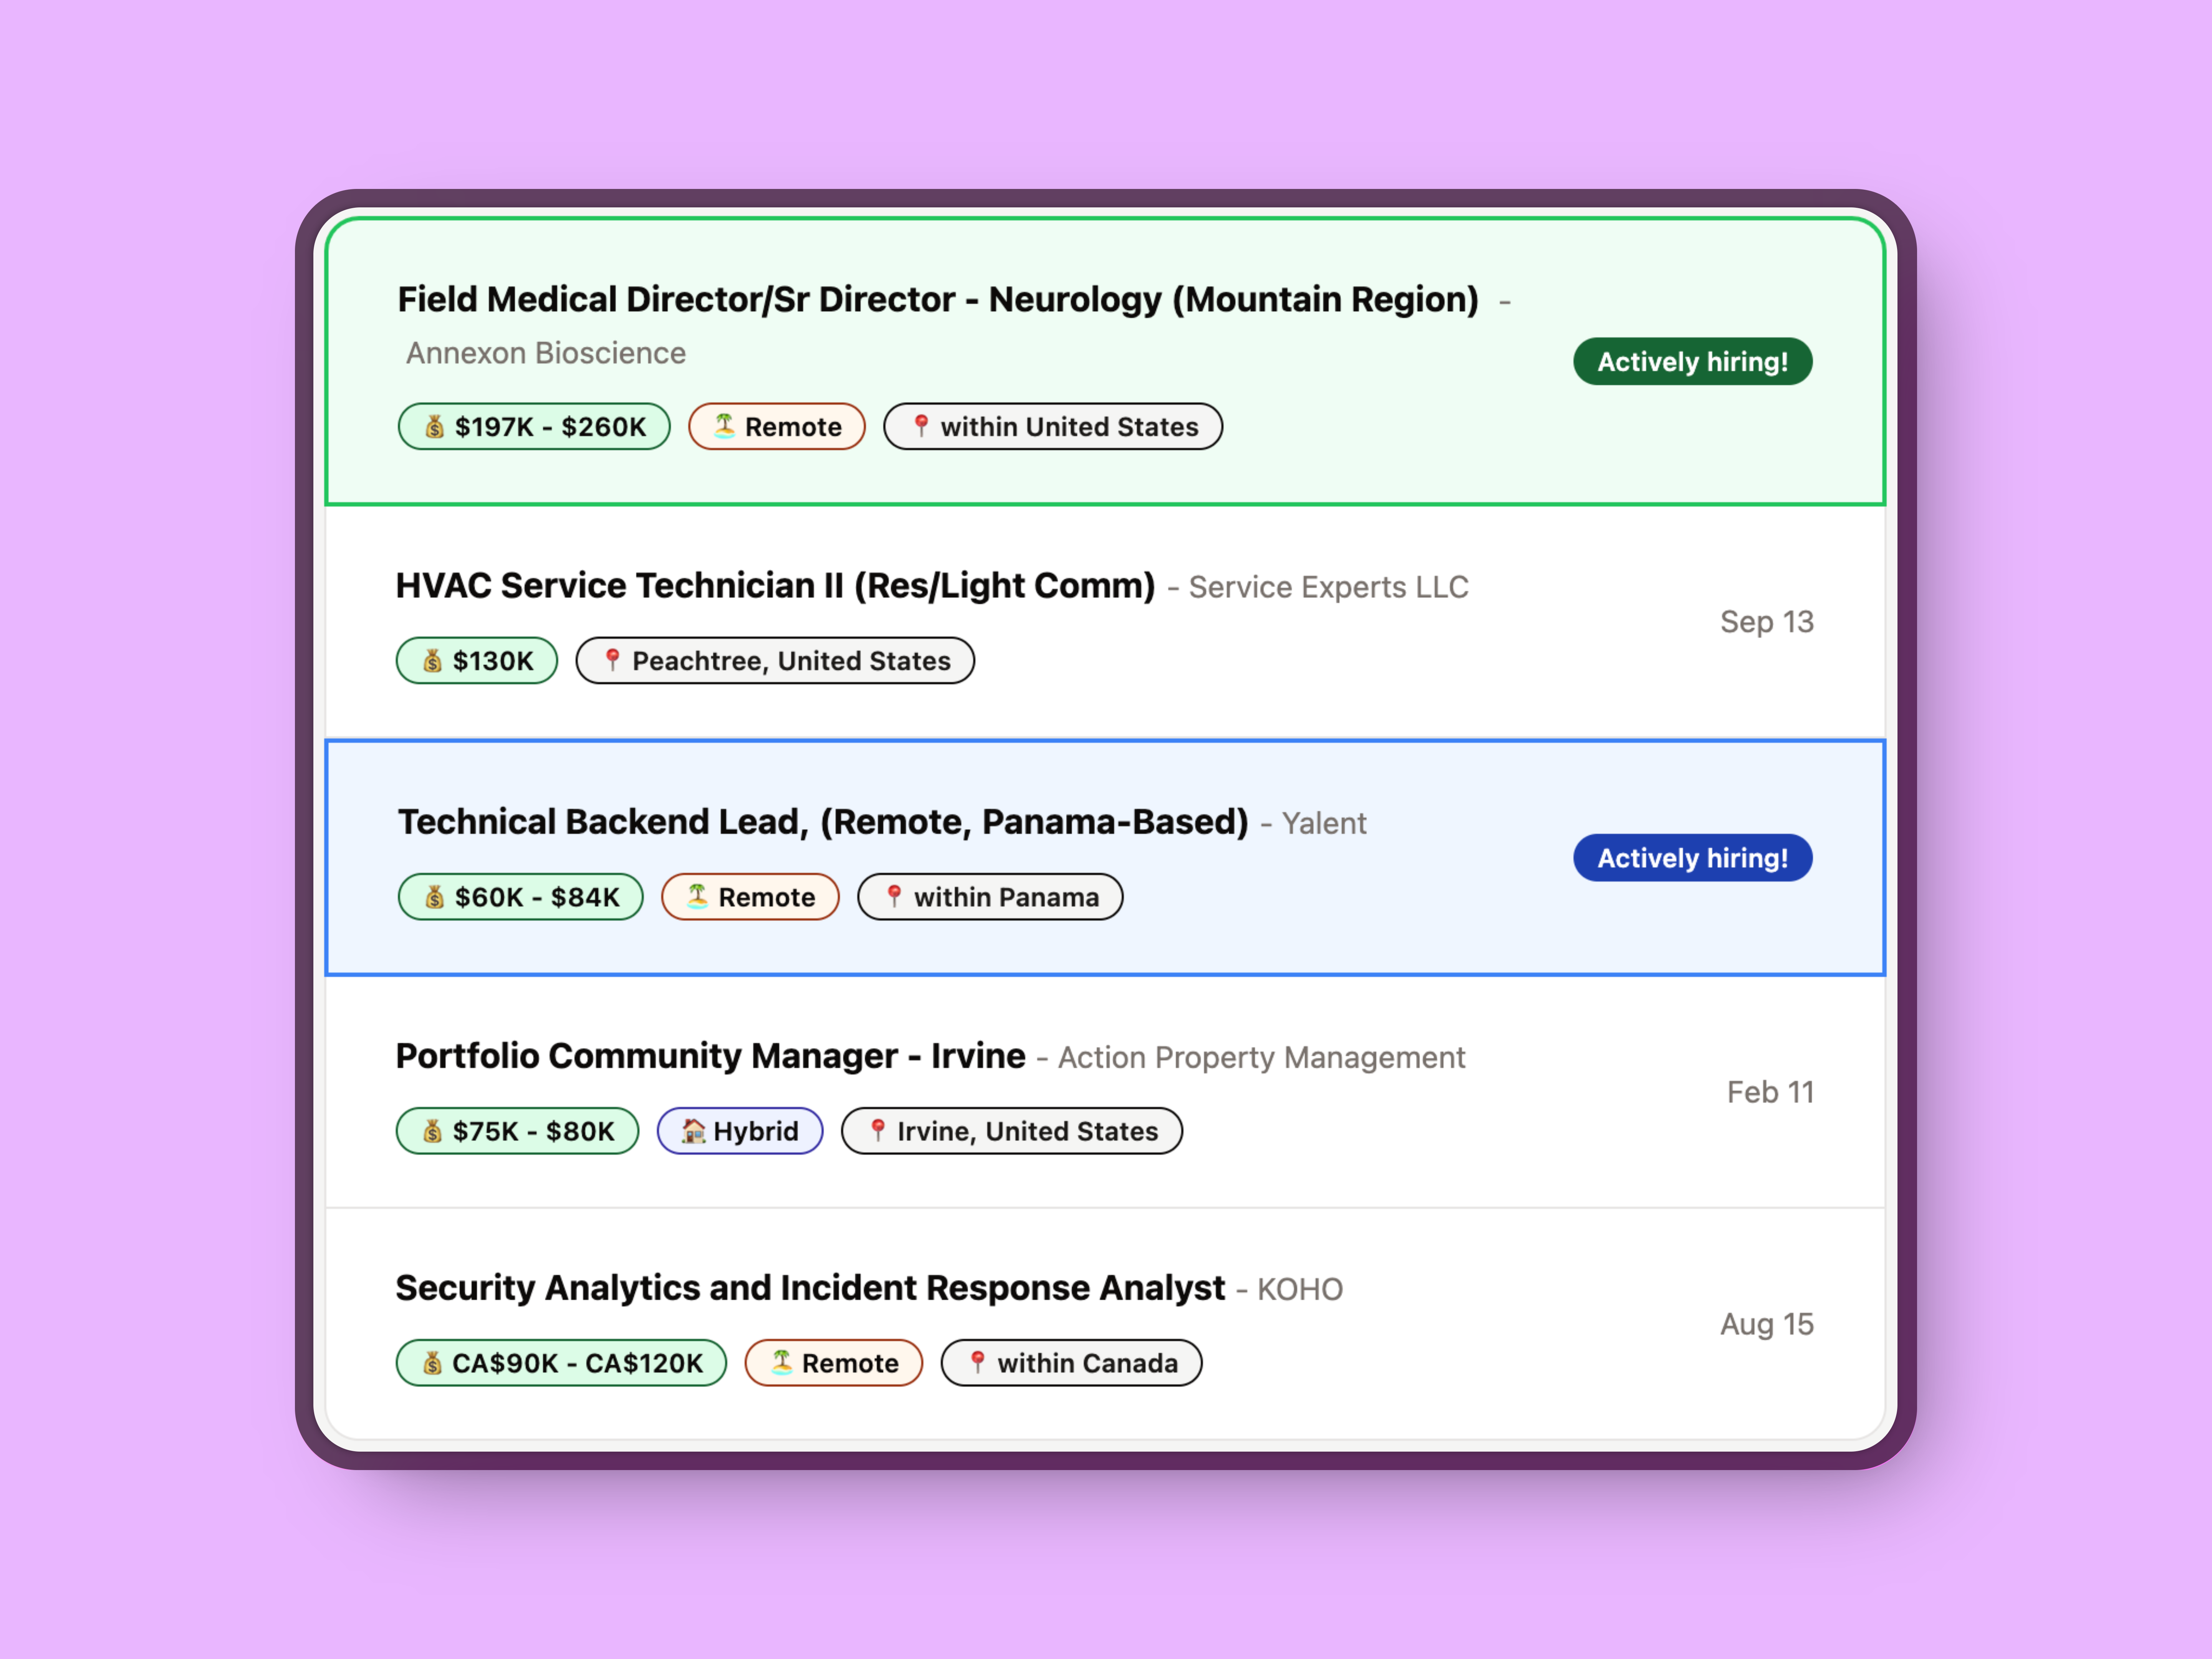 Field Medical Director/Sr Director - Neurology (Mountain Region) -
Annexon Bioscience
Actively hiring!
$197K - $260K Remote within United States
HVAC Service Technician II (Res/Light Comm) - Service Experts LLC
Sep 13
$130K Peachtree, United States
Technical Backend Lead, (Remote, Panama-Based) - Yalent
Actively hiring!
$60K - $84K Remote within Panama
Portfolio Community Manager - Irvine - Action Property Management
Feb 11
$75K - $80K Hybrid Irvine, United States
Security Analytics and Incident Response Analyst - KOHO
Aug 15
CA$90K - CA$120K Remote within Canada